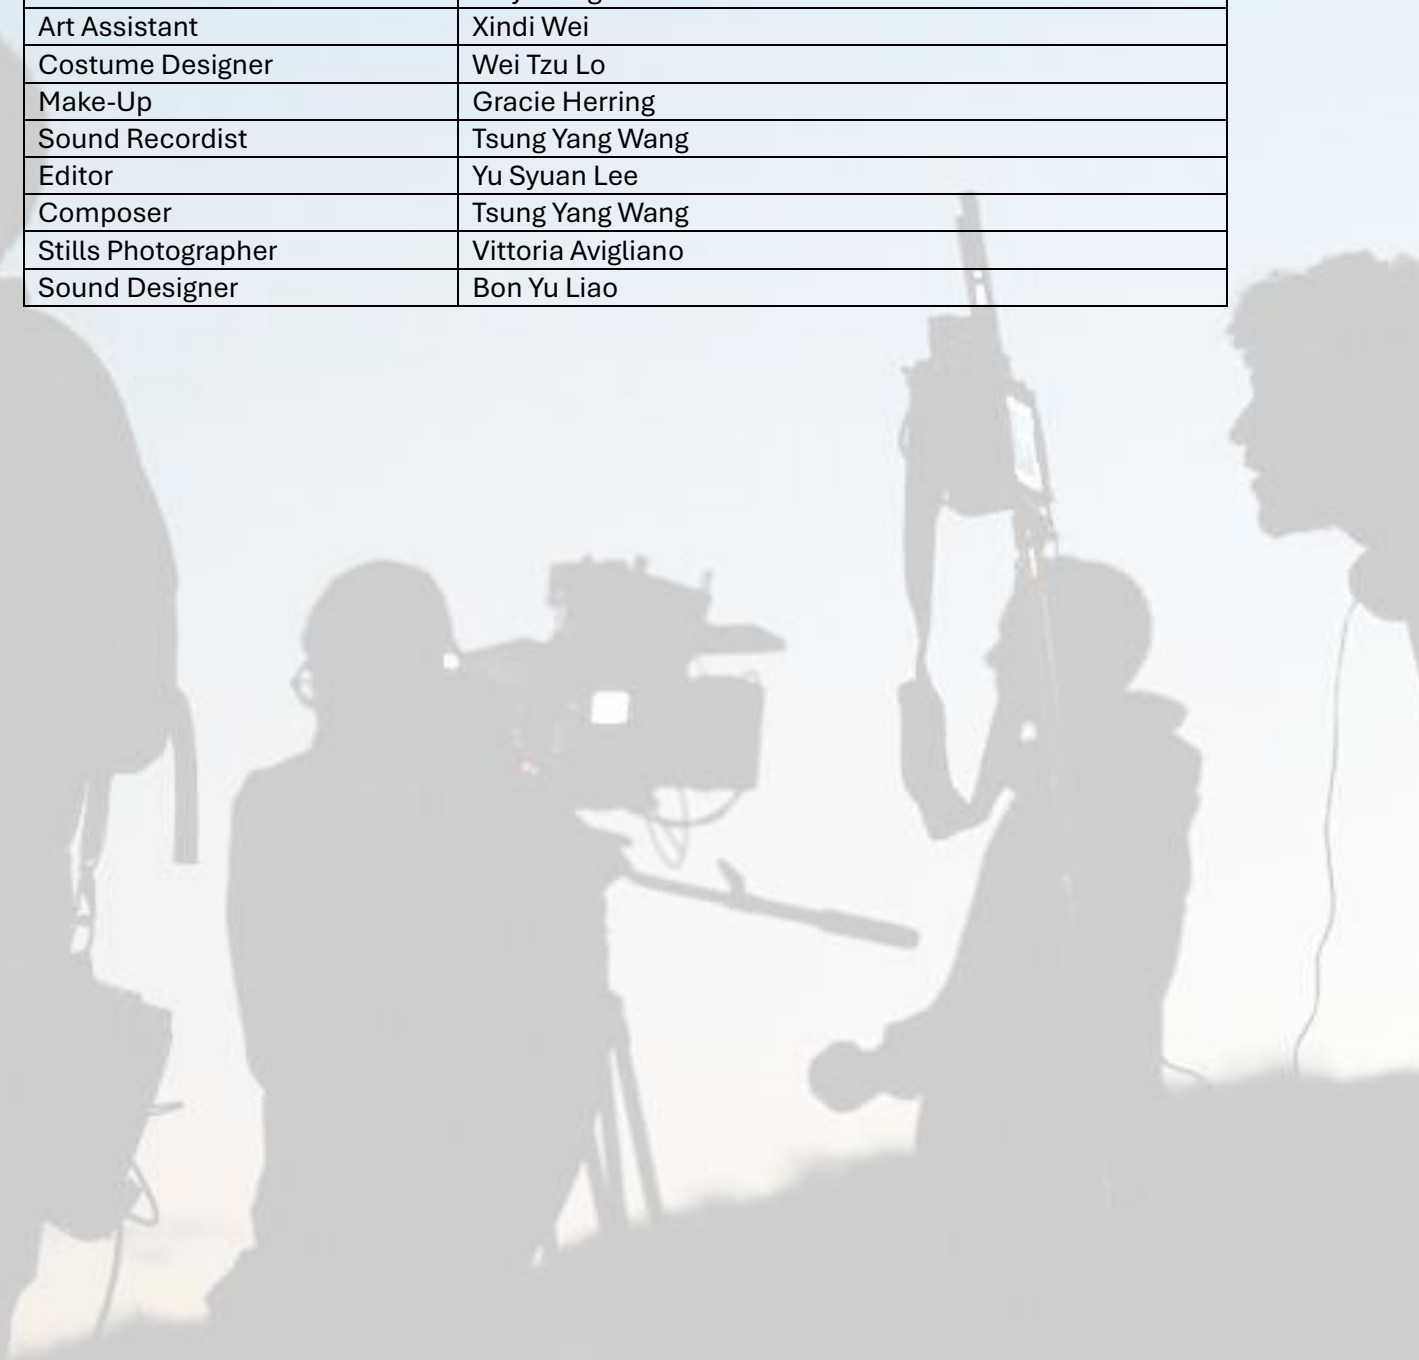 Art Assistant Xindi Wei
Costume Designer Wei Tzu Lo
Make-Up Gracie Herring
Sound Recordist Tsung Yang Wang
Editor Yu Syuan Lee
Composer Tsung Yang Wang
Stills Photographer Vittoria Avigliano
Sound Designer Bon Yu Liao